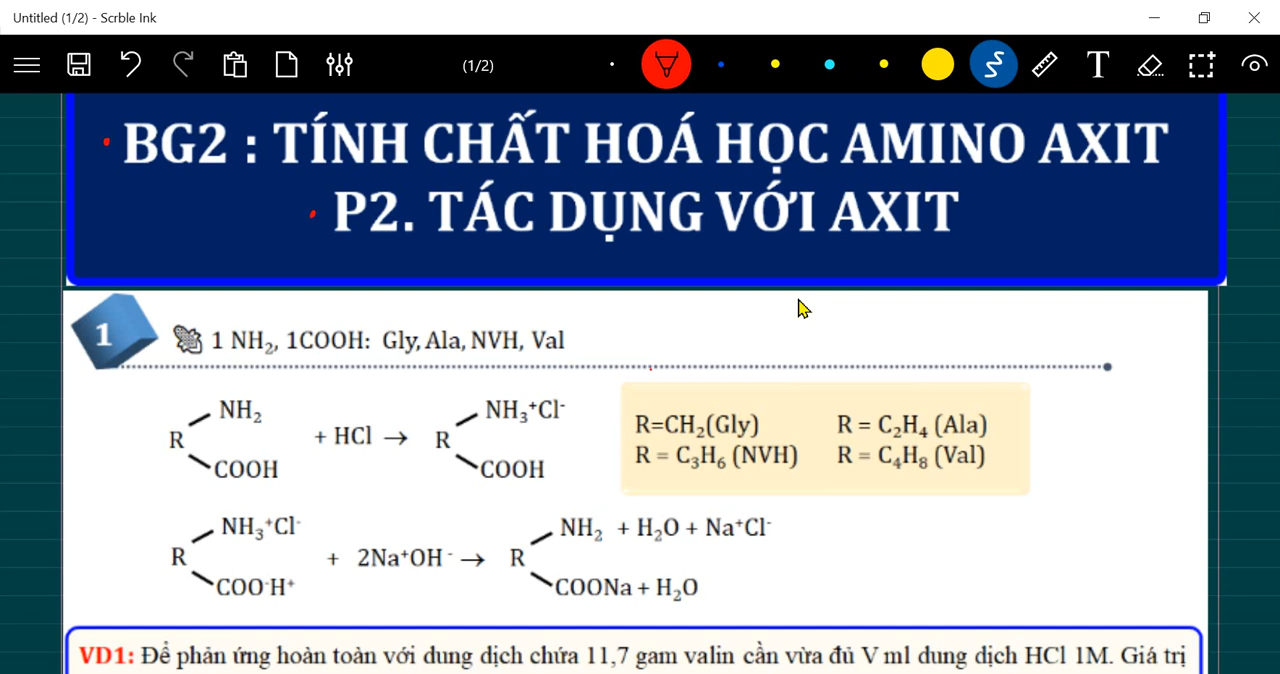 Untitled (1/2) - Scrble Ink
(1/2)
T
BG2 : TÍNH CHẤT HOÁ HỌC AMINO AXIT
P2. TÁC DỤNG VỚI AXIT
1
1 NH₂, 1COOH: Gly, Ala, NVH, Val
NH₂ NH₃⁺Cl⁻
R + HCl → R
COOH COOH
R=CH₂(Gly) R = C₂H₄ (Ala)
R = C₃H₆ (NVH) R = C₄H₈ (Val)
NH₃⁺Cl⁻ NH₂ + H₂O + Na⁺Cl⁻
R + 2Na⁺OH⁻ → R
COO⁻H⁺ COONa + H₂O
VD1: Để phản ứng hoàn toàn với dung dịch chứa 11,7 gam valin cần vừa đủ V ml dung dịch HCl 1M. Giá trị